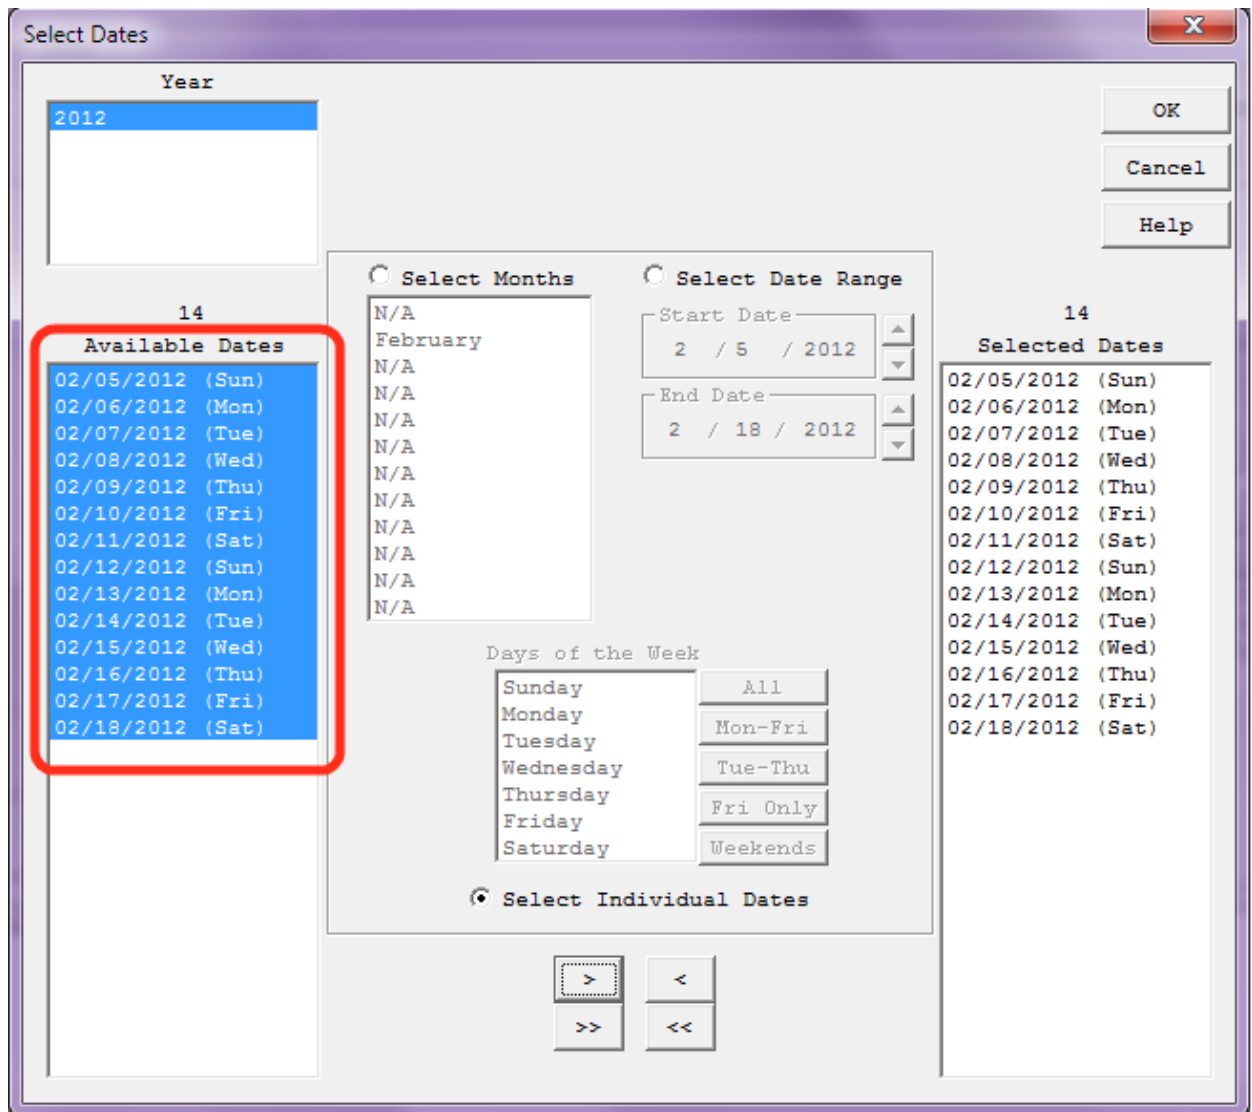 Select Dates
X
Year
2012
OK
Cancel
Help
14
Available Dates
02/05/2012 (Sun)
02/06/2012 (Mon)
02/07/2012 (Tue)
02/08/2012 (Wed)
02/09/2012 (Thu)
02/10/2012 (Fri)
02/11/2012 (Sat)
02/12/2012 (Sun)
02/13/2012 (Mon)
02/14/2012 (Tue)
02/15/2012 (Wed)
02/16/2012 (Thu)
02/17/2012 (Fri)
02/18/2012 (Sat)
Select Months
N/A
February
N/A
N/A
N/A
N/A
N/A
N/A
N/A
N/A
N/A
N/A
Select Date Range
Start Date
2 / 5 / 2012
End Date
2 / 18 / 2012
Days of the Week
Sunday
Monday
Tuesday
Wednesday
Thursday
Friday
Saturday
All
Mon-Fri
Tue-Thu
Fri Only
Weekends
Select Individual Dates
> <
>> <<
14
Selected Dates
02/05/2012 (Sun)
02/06/2012 (Mon)
02/07/2012 (Tue)
02/08/2012 (Wed)
02/09/2012 (Thu)
02/10/2012 (Fri)
02/11/2012 (Sat)
02/12/2012 (Sun)
02/13/2012 (Mon)
02/14/2012 (Tue)
02/15/2012 (Wed)
02/16/2012 (Thu)
02/17/2012 (Fri)
02/18/2012 (Sat)